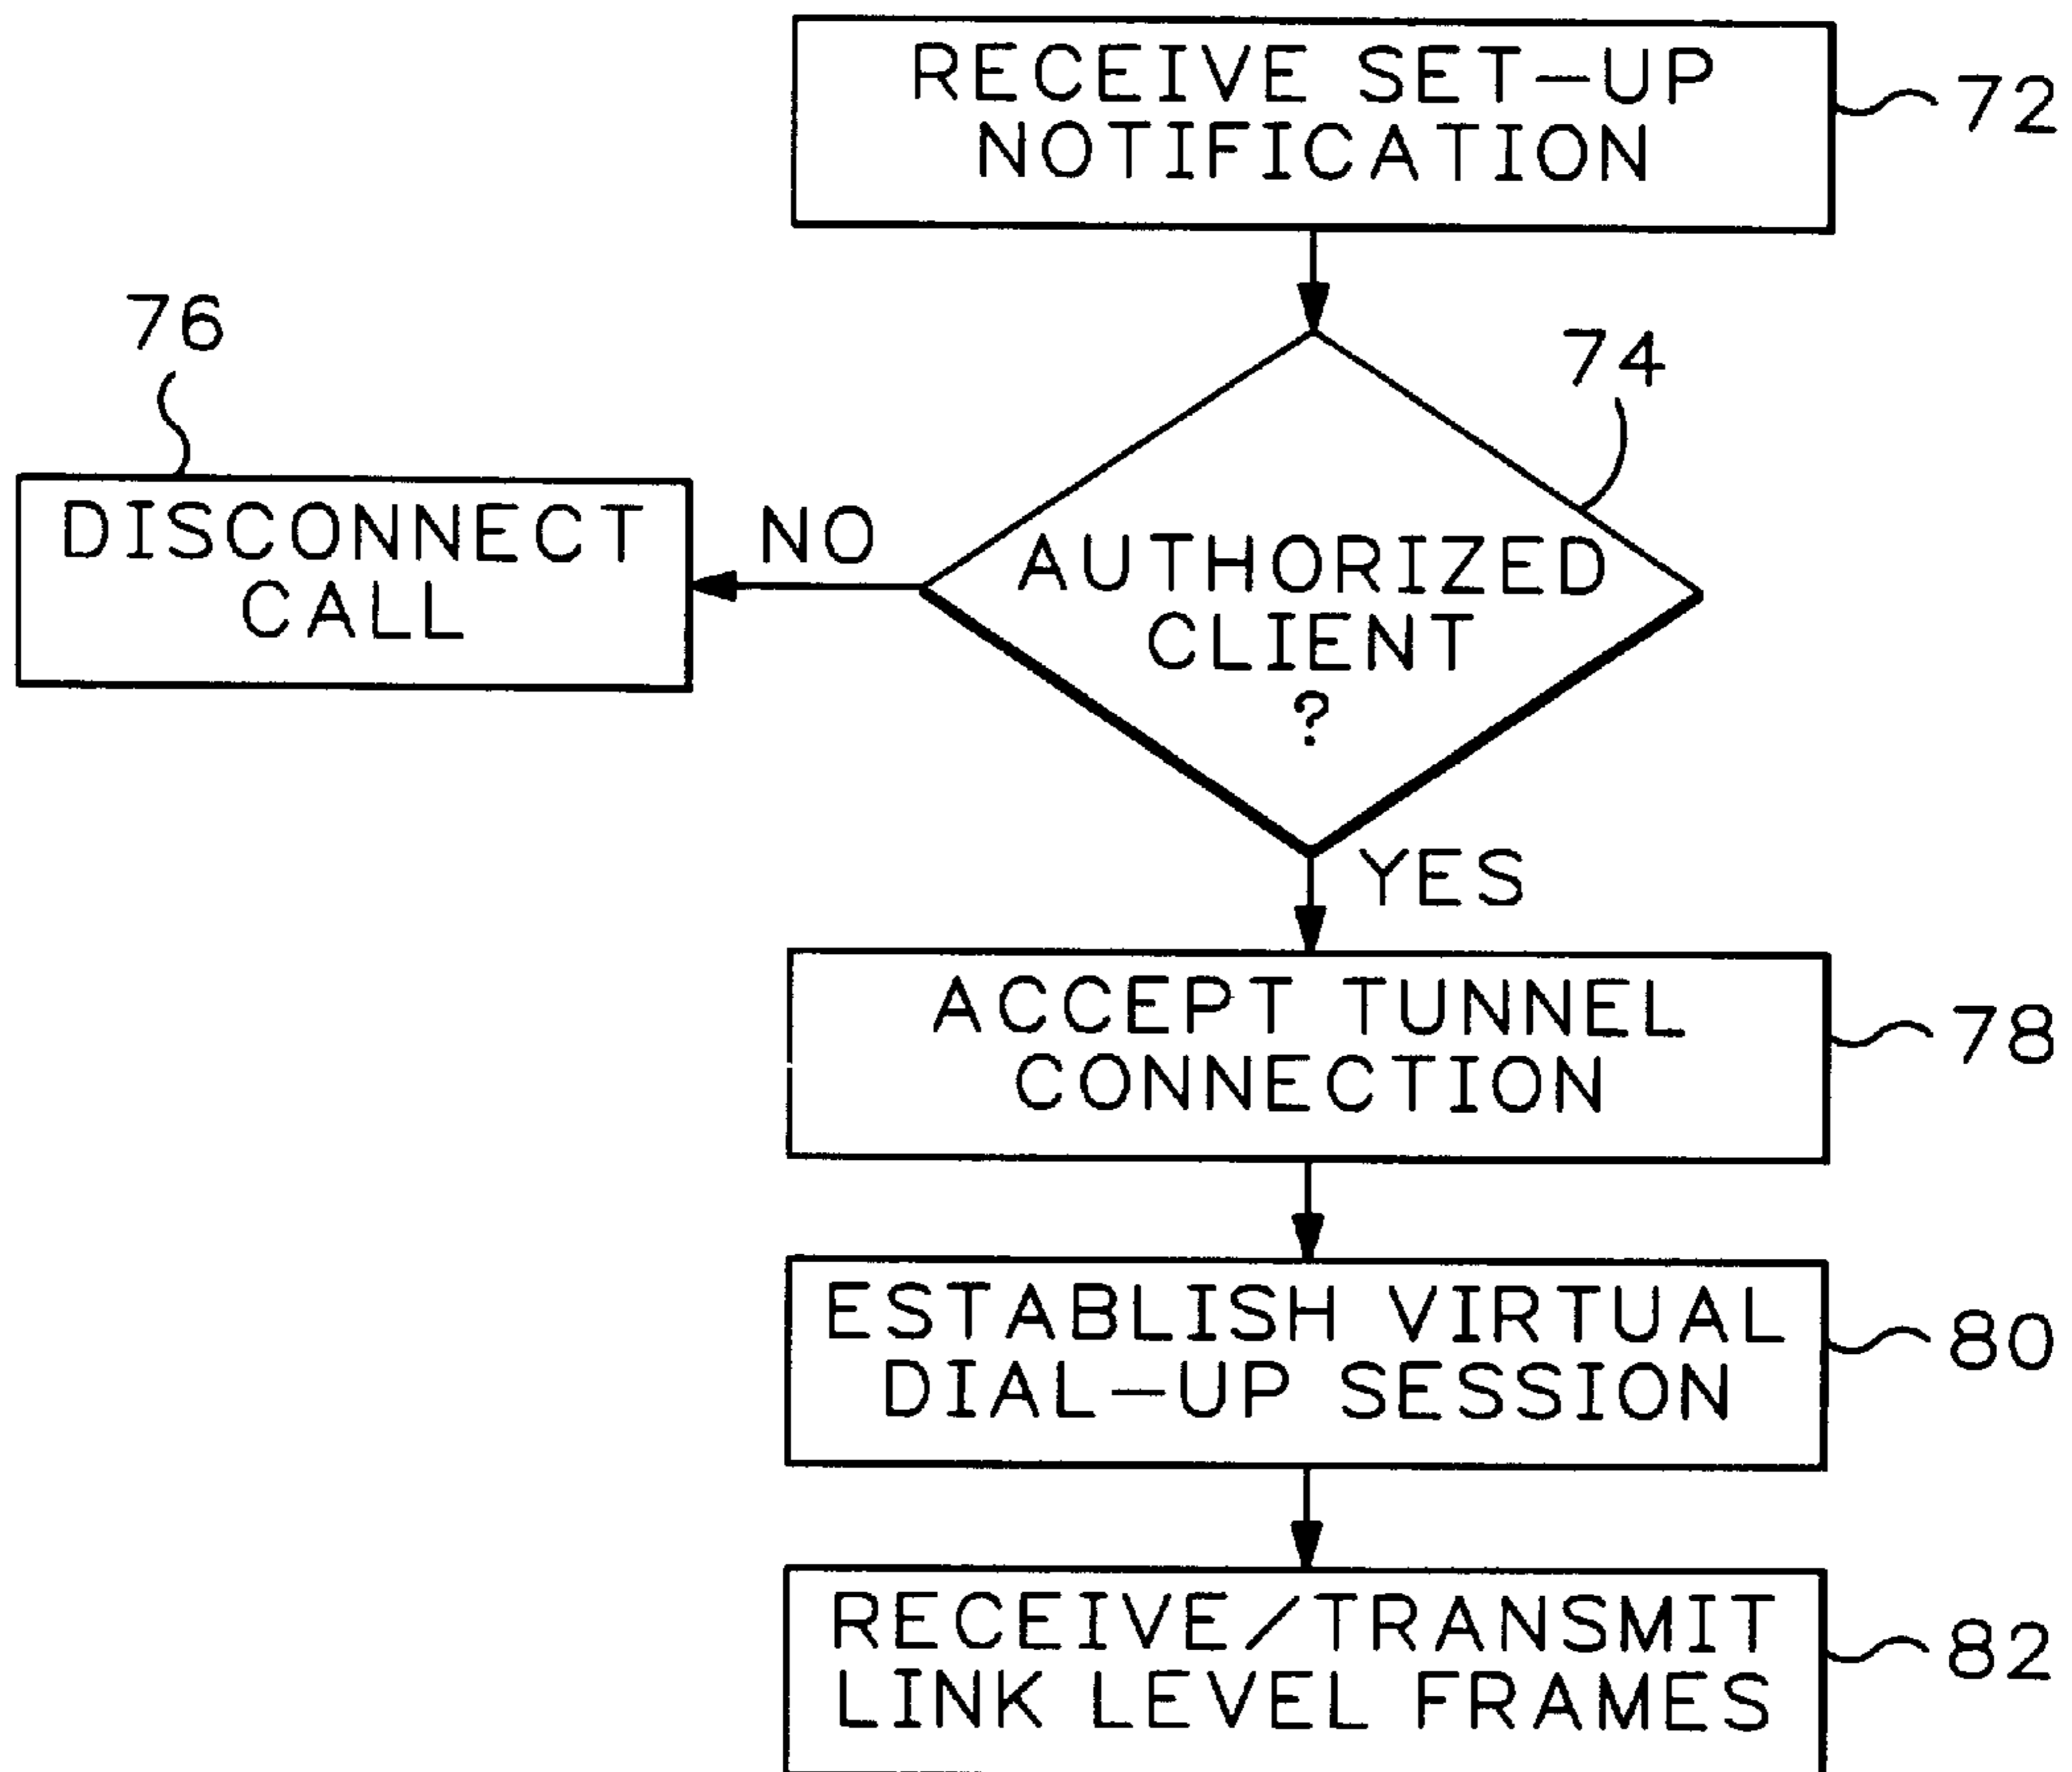 RECEIVE SET-UP
NOTIFICATION
72
76
74
DISCONNECT
CALL
NO
AUTHORIZED
CLIENT
?
YES
ACCEPT TUNNEL
CONNECTION
78
ESTABLISH VIRTUAL
DIAL-UP SESSION
80
RECEIVE/TRANSMIT
LINK LEVEL FRAMES
82